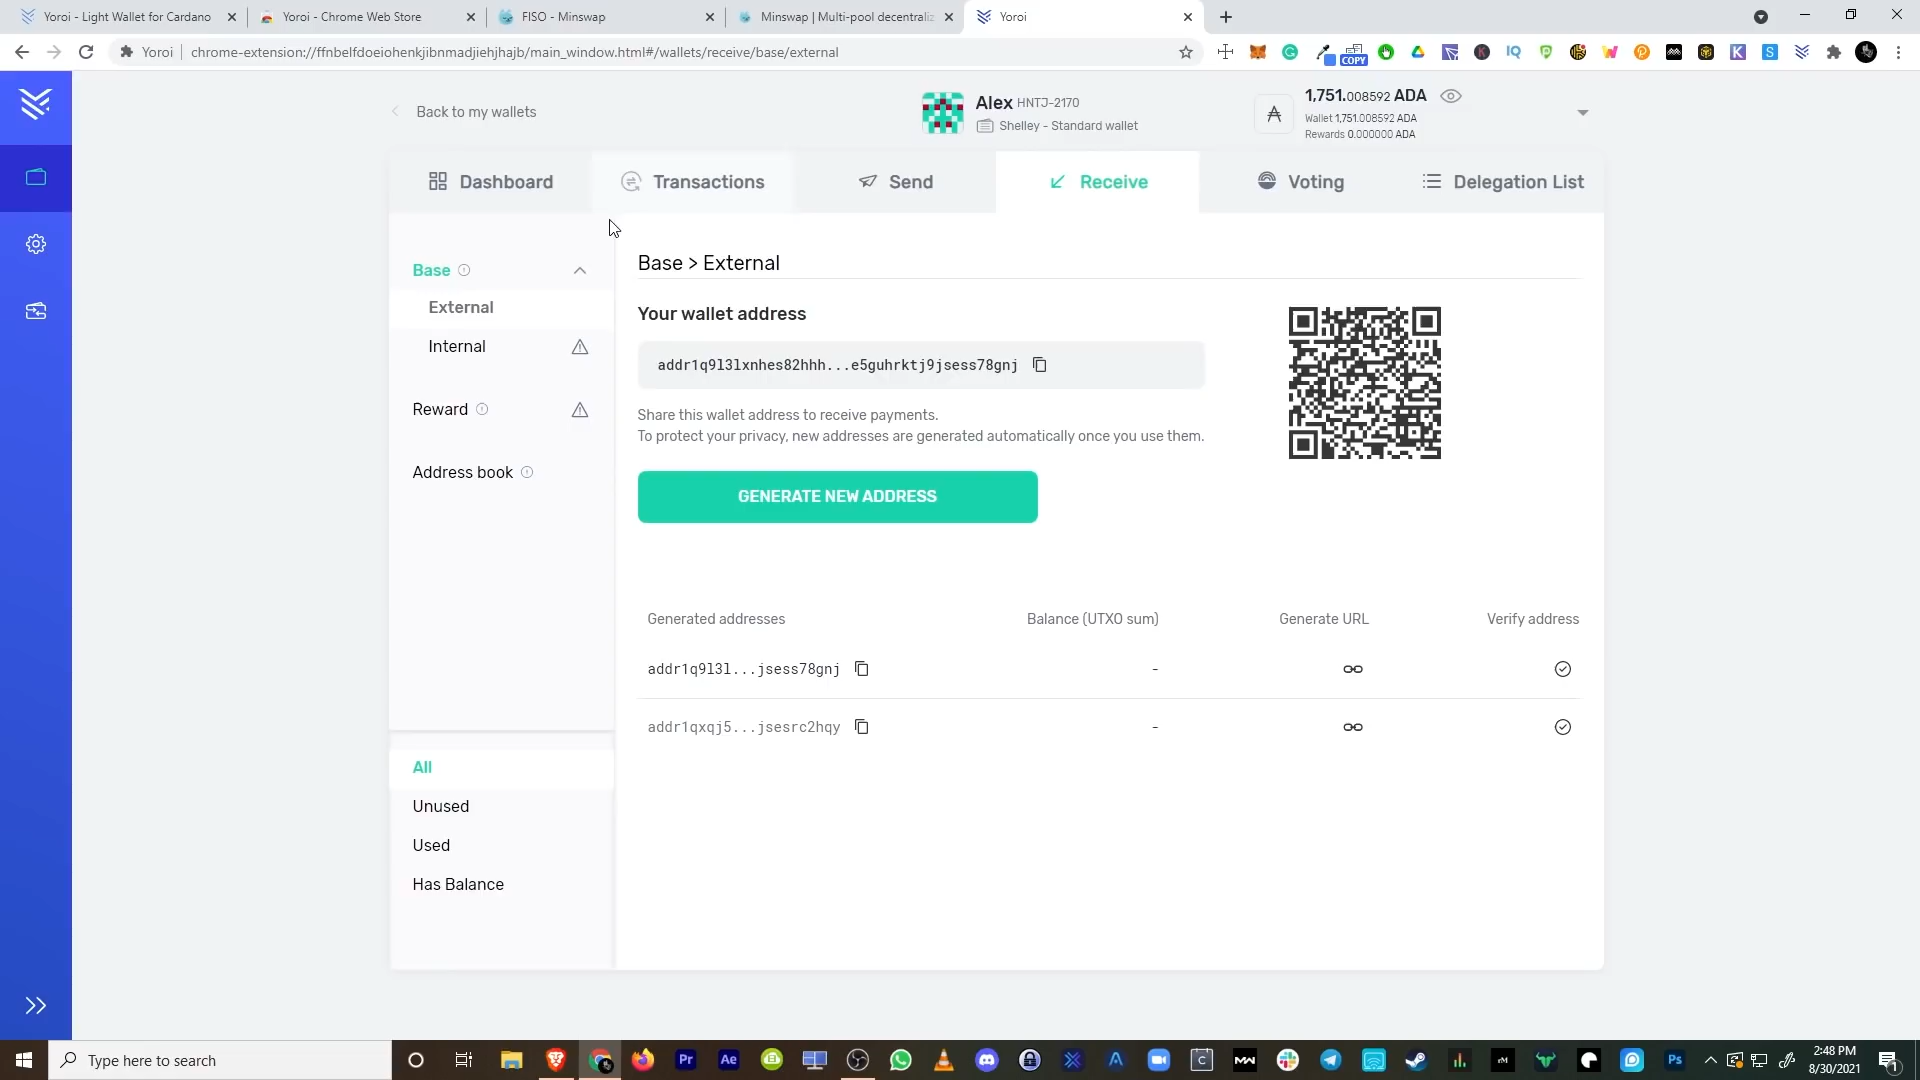 Yoroi - Light Wallet for Cardano
Yoroi - Chrome Web Store
FISO - Minswap
Minswap | Multi-pool decentraliz
Yoroi
Yoroi
chrome-extension://ffnbelfdoeiohenkjibnmadjiehjhajb/main_window.html#/wallets/receive/base/external
COPY
Back to my wallets
Alex HNTJ-2170
Shelley - Standard wallet
1,751.008592 ADA
Wallet 1,751.008592 ADA
Rewards 0.000000 ADA
Dashboard
Transactions
Send
Receive
Voting
Delegation List
Base
External
Internal
Reward
Address book
Base > External
Your wallet address
addr1q9l3lxnhes82hhh...e5guhrktj9jsess78gnj
Share this wallet address to receive payments.
To protect your privacy, new addresses are generated automatically once you use them.
GENERATE NEW ADDRESS
Generated addresses
Balance (UTXO sum)
Generate URL
Verify address
addr1q9l3l...jsess78gnj
-
addr1qxqj5...jsesrc2hqy
-
All
Unused
Used
Has Balance
Type here to search
Pr
Ae
Ps
2:48 PM
8/30/2021